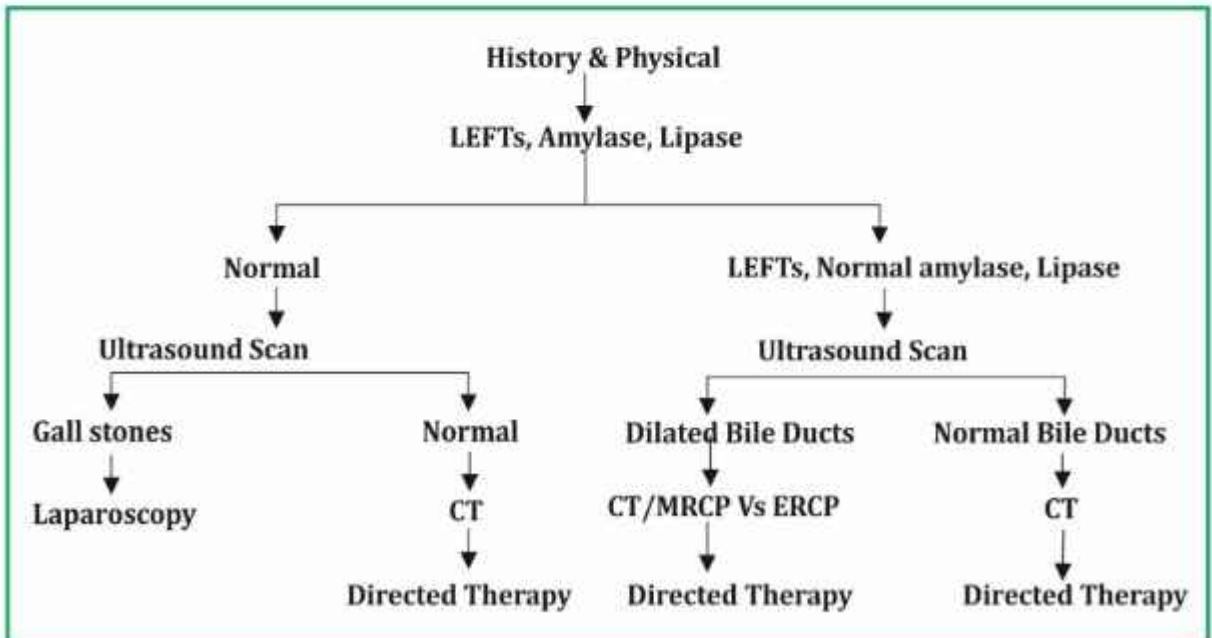 History & Physical
LEFTs, Amylase, Lipase
Normal
LEFTs, Normal amylase, Lipase
Ultrasound Scan
Ultrasound Scan
Gall stones
Normal
Dilated Bile Ducts
Normal Bile Ducts
Laparoscopy
CT
CT/MRCP Vs ERCP
CT
Directed Therapy
Directed Therapy
Directed Therapy